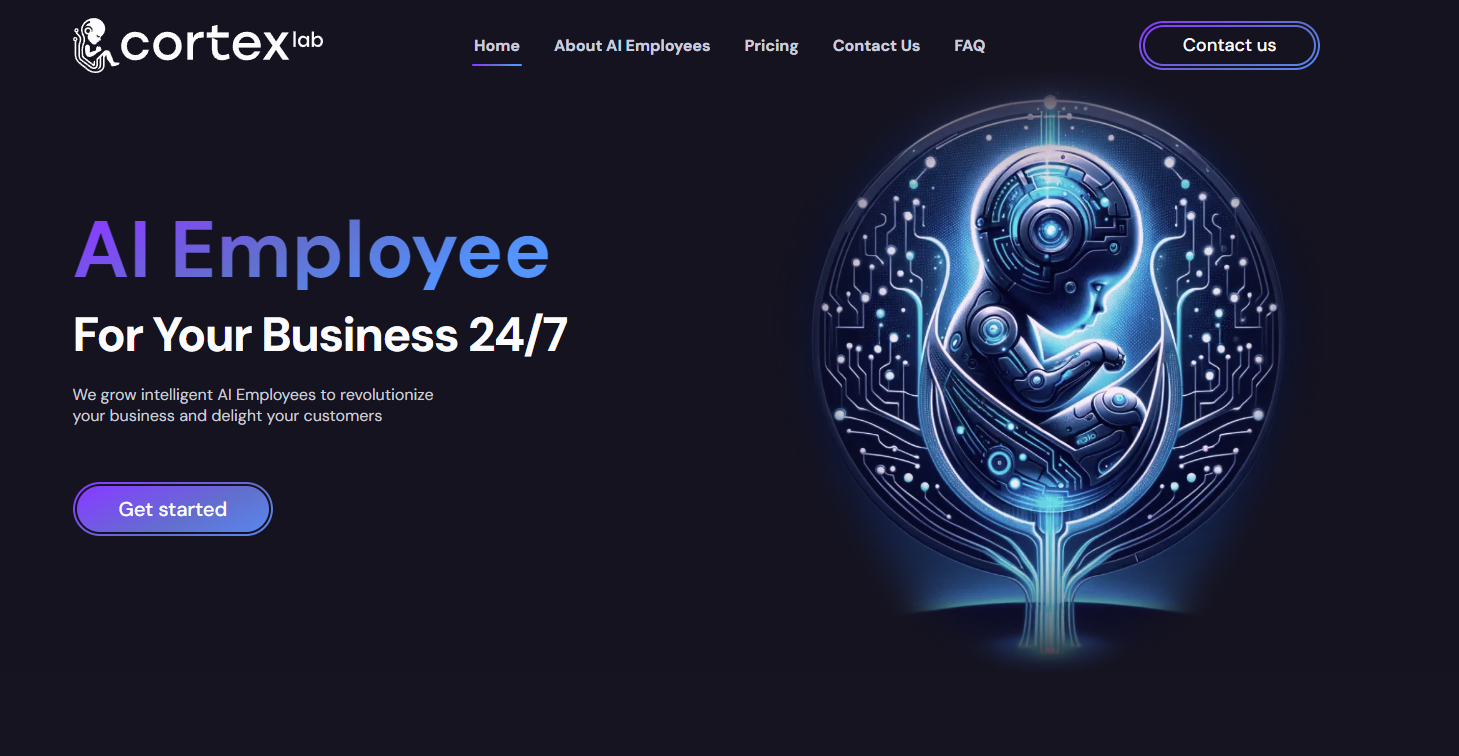 cortex lab
Home About AI Employees Pricing Contact Us FAQ
Contact us
AI Employee
For Your Business 24/7
We grow intelligent AI Employees to revolutionize
your business and delight your customers
Get started